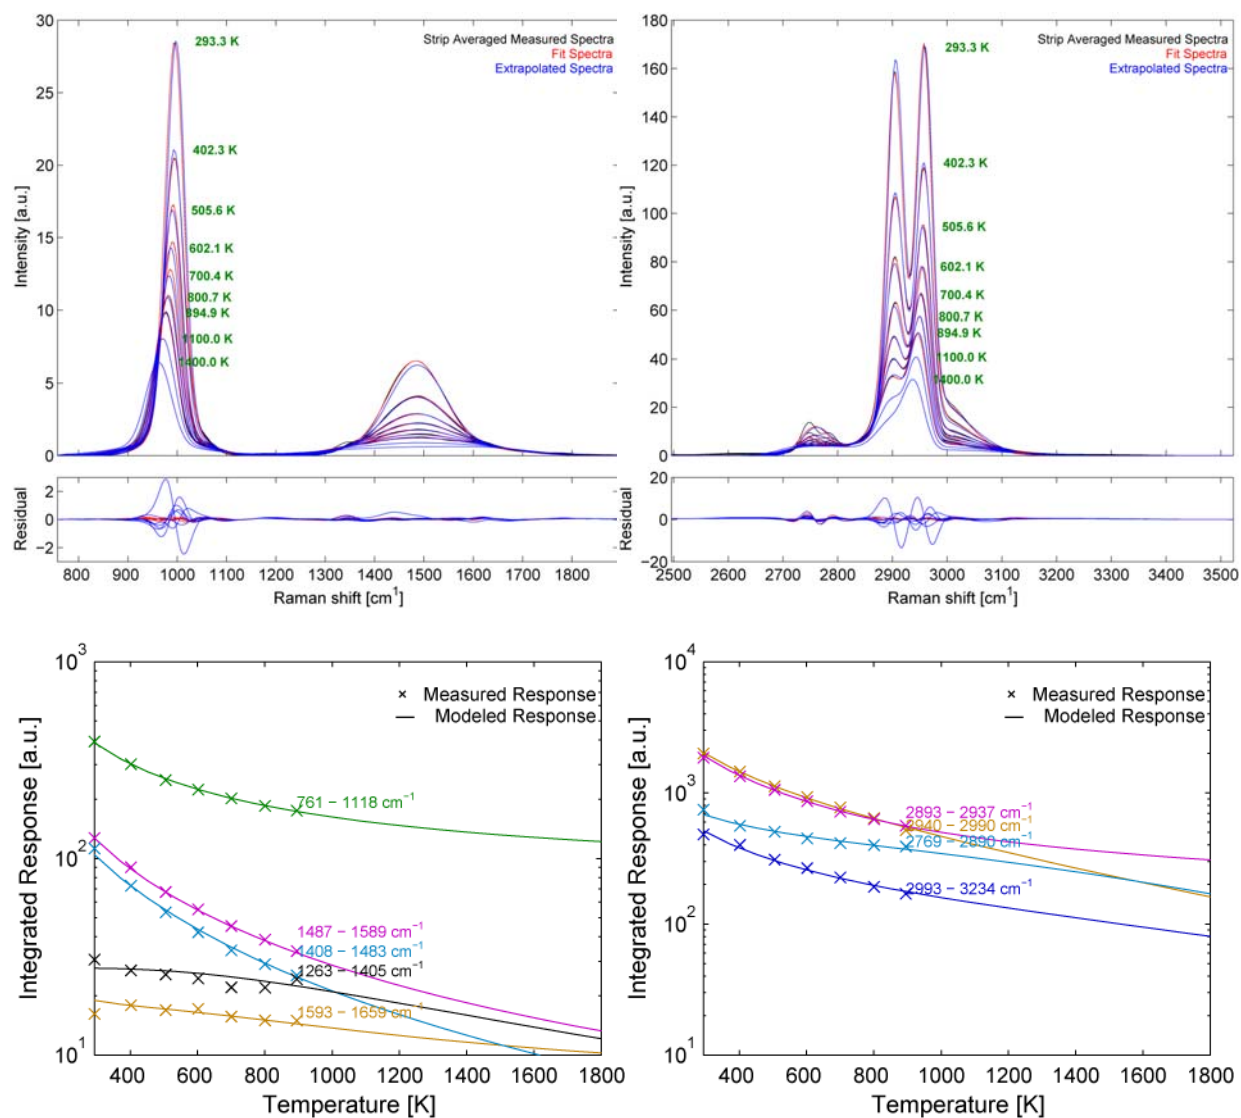 30
25
20
15
10
5
0
Intensity [a.u.]
Strip Averaged Measured Spectra
Fit Spectra
Extrapolated Spectra
293.3 K
402.3 K
505.6 K
602.1 K
700.4 K
800.7 K
894.9 K
1100.0 K
1400.0 K
2
0
−2
Residual
800 900 1000 1100 1200 1300 1400 1500 1600 1700 1800
Raman shift [cm¹]
180
160
140
120
100
80
60
40
20
0
Intensity [a.u.]
Strip Averaged Measured Spectra
Fit Spectra
Extrapolated Spectra
293.3 K
402.3 K
505.6 K
602.1 K
700.4 K
800.7 K
894.9 K
1100.0 K
1400.0 K
20
0
−20
Residual
2500 2600 2700 2800 2900 3000 3100 3200 3300 3400 3500
Raman shift [cm¹]
10³
10²
10¹
Integrated Response [a.u.]
× Measured Response
— Modeled Response
761 − 1118 cm⁻¹
1487 − 1589 cm⁻¹
1408 − 1483 cm⁻¹
1263 − 1405 cm⁻¹
1593 − 1659 cm⁻¹
400 600 800 1000 1200 1400 1600 1800
Temperature [K]
10⁴
10³
10²
10¹
Integrated Response [a.u.]
× Measured Response
— Modeled Response
2893 − 2937 cm⁻¹
2940 − 2990 cm⁻¹
2769 − 2890 cm⁻¹
2993 − 3234 cm⁻¹
400 600 800 1000 1200 1400 1600 1800
Temperature [K]